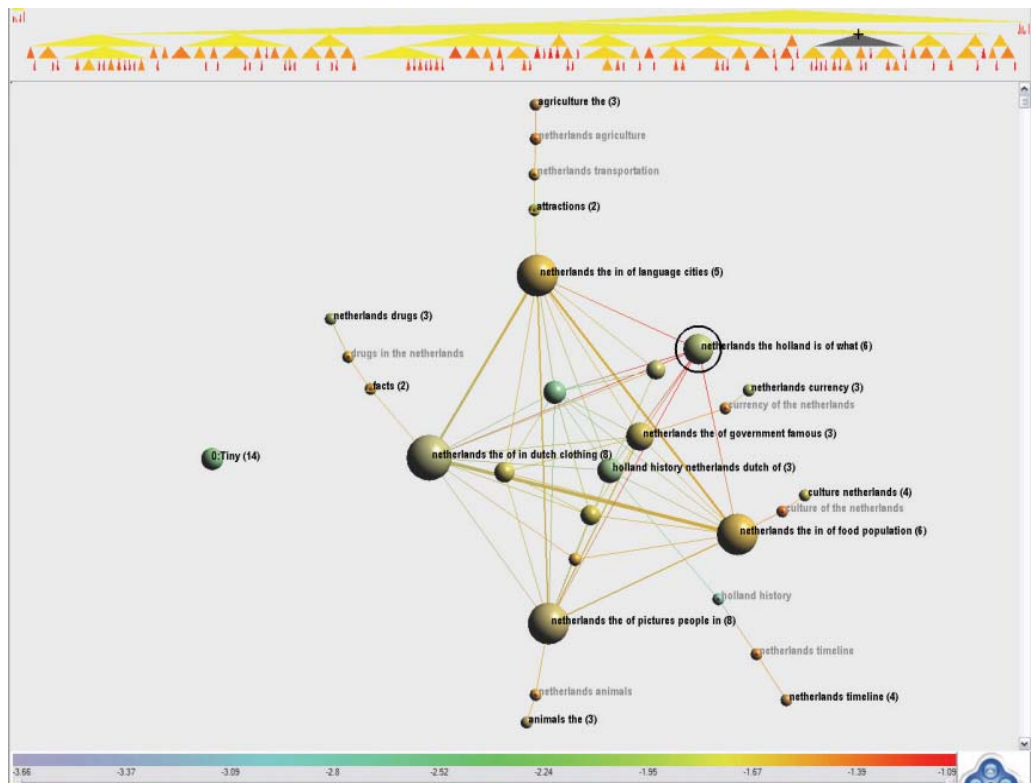 agriculture the (3)
netherlands agriculture
netherlands transportation
attractions (2)
netherlands the in of language cities (5)
netherlands drugs (3)
netherlands the holland is of what (6)
drugs in the netherlands
facts (2)
netherlands currency (3)
currency of the netherlands
netherlands the of government famous (3)
0:Tiny (14)
netherlands the of in dutch clothing (8)
holland history netherlands dutch of (3)
culture netherlands (4)
culture of the netherlands
netherlands the in of food population (6)
holland history
netherlands the of pictures people in (8)
netherlands timeline
netherlands animals
netherlands timeline (4)
animals the (3)
-3.66 -3.37 -3.09 -2.8 -2.52 -2.24 -1.95 -1.67 -1.39 -1.09